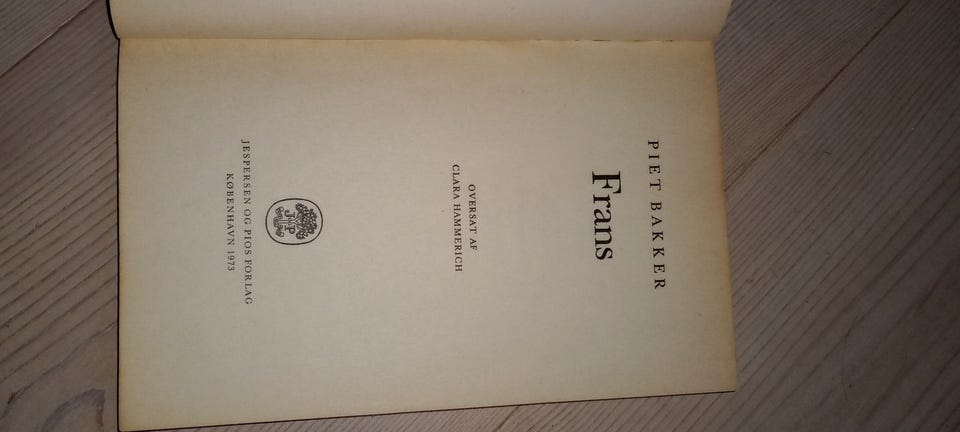 PIET BAKKER
Frans
OVERSAT AF
CLARA HAMMERICH
J&P
JESPERSEN OG PIOS FORLAG
KØBENHAVN 1973